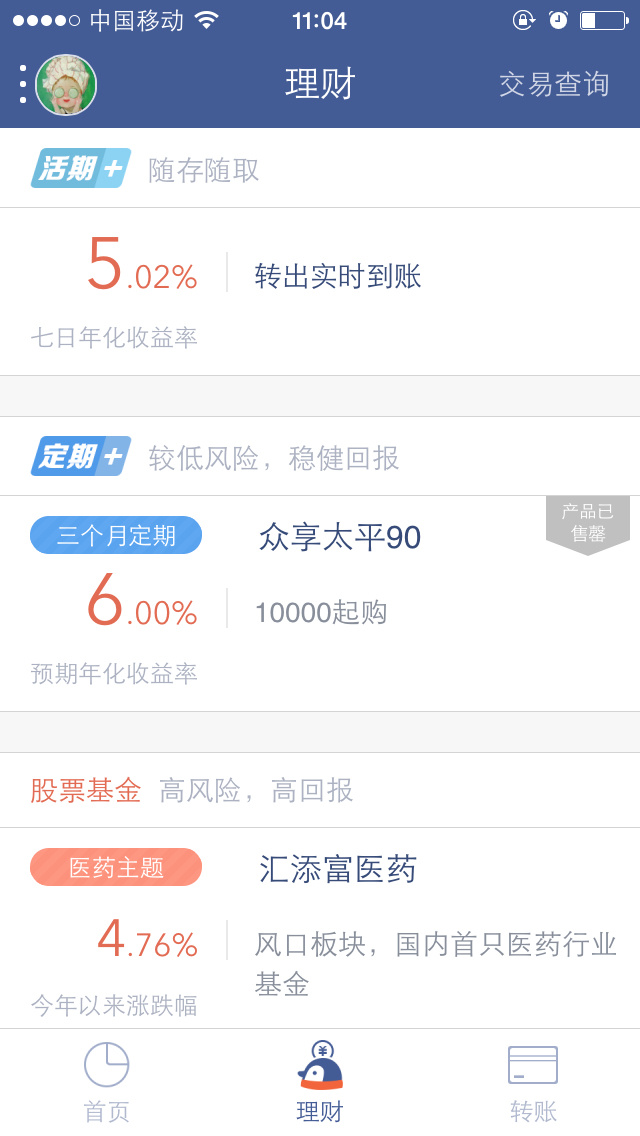 中国移动 11:04
理财 交易查询
活期+ 随存随取
5.02% 转出实时到账
七日年化收益率
定期+ 较低风险，稳健回报
产品已
售罄
三个月定期 众享太平90
6.00% 10000起购
预期年化收益率
股票基金 高风险，高回报
医药主题 汇添富医药
4.76% 风口板块，国内首只医药行业
基金
今年以来涨跌幅
¥
首页 理财 转账